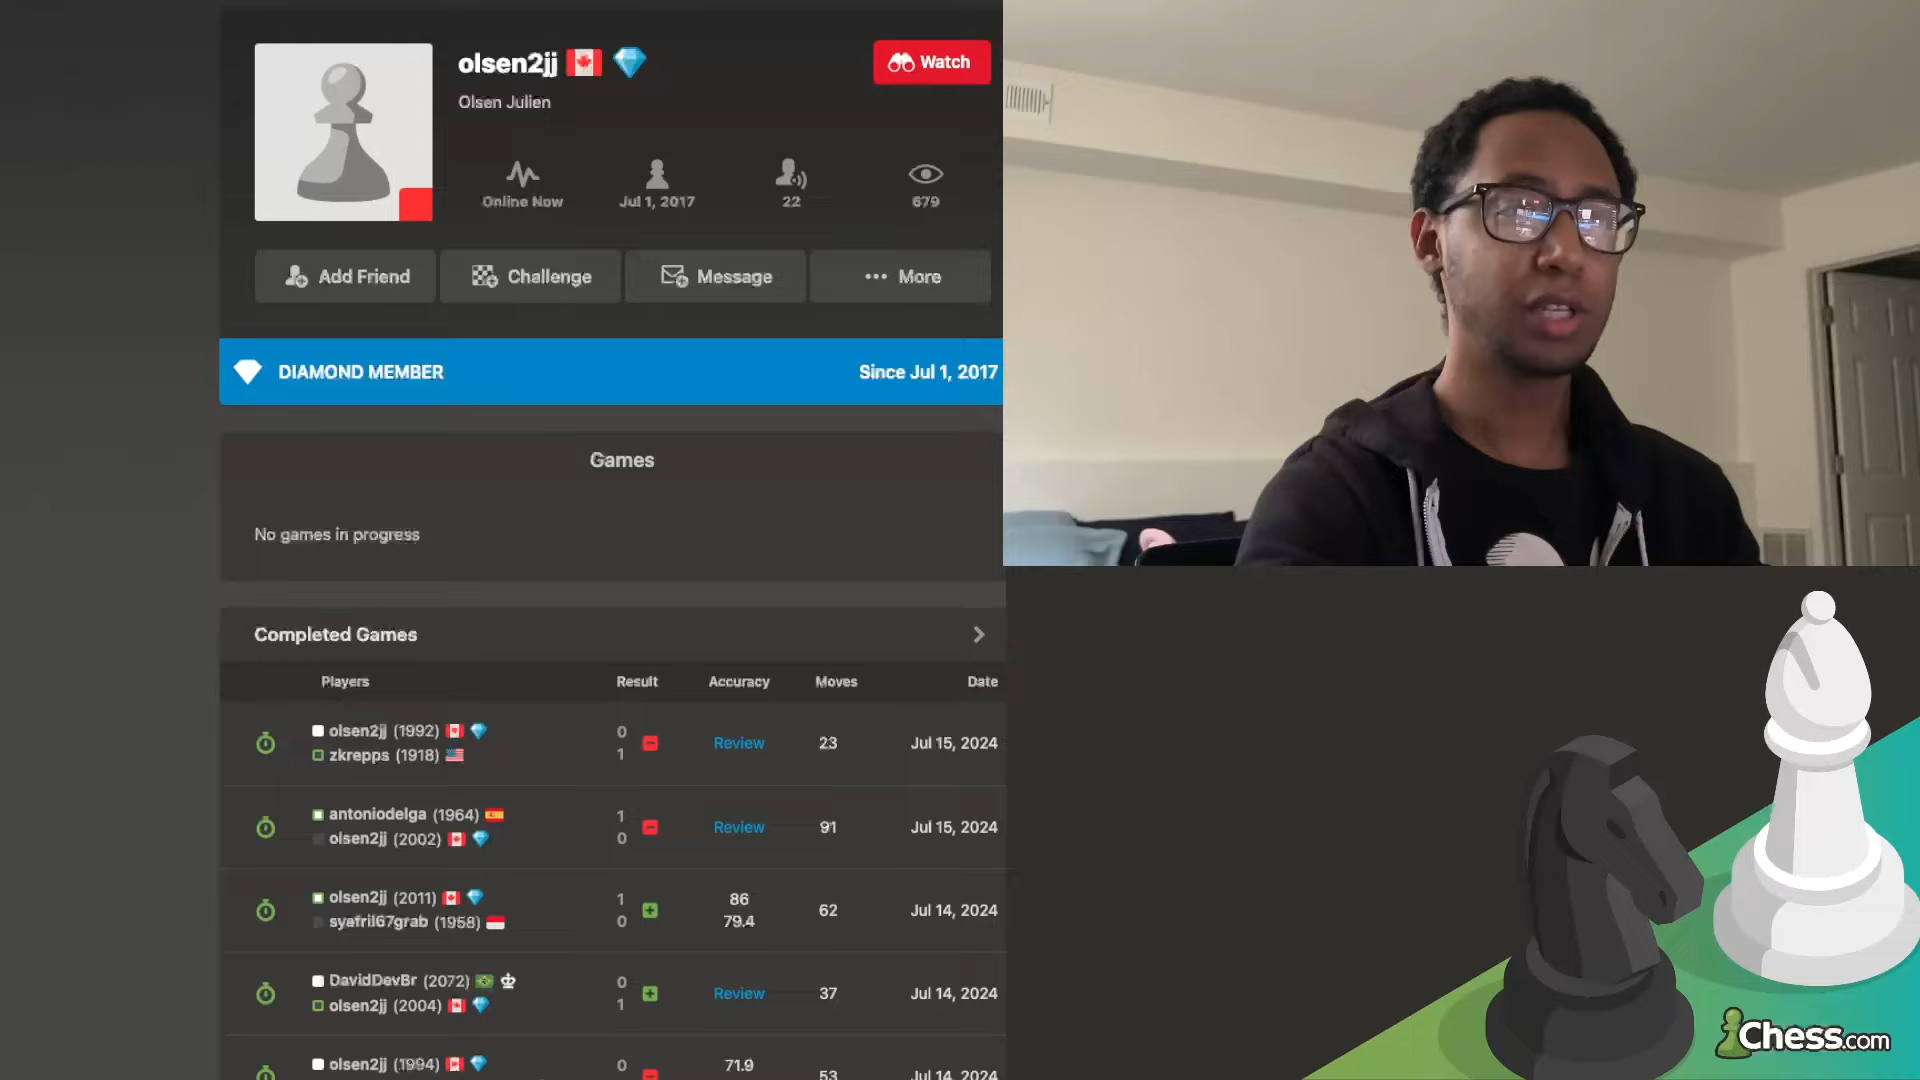 olsen2jj
Watch
Olsen Julien
Online Now
Jul 1, 2017
22
679
Add Friend
Challenge
Message
More
DIAMOND MEMBER
Since Jul 1, 2017
Games
No games in progress
Completed Games
Players Result Accuracy Moves Date
olsen2jj (1992) 0
zkrepps (1918) 1
Review 23 Jul 15, 2024
antoniodelga (1964) 1
olsen2jj (2002) 0
Review 91 Jul 15, 2024
olsen2jj (2011) 1 86
syafril67grab (1958) 0 79.4
62 Jul 14, 2024
DavidDevBr (2072) 0
olsen2jj (2004) 1
Review 37 Jul 14, 2024
olsen2jj (1994) 0 71.9
53 Jul 14, 2024
Chess.com